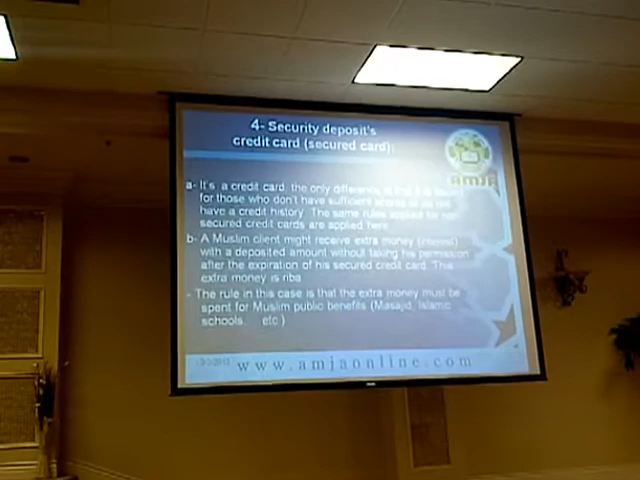 4- Security deposit's
credit card (secured card):
amja
a- It's a credit card, the only difference is that it is
for those who don't have sufficient or do not
have a credit history. The same rules applied for non
secured credit cards are applied here.
b- A Muslim client might receive extra money (interest)
with a deposited amount without taking his permission
after the expiration of his secured credit card. This
extra money is riba
- The rule in this case is that the extra money must be
spent for Muslim public benefits (Masajid, Islamic
schools... etc)
www.amjaonline.com